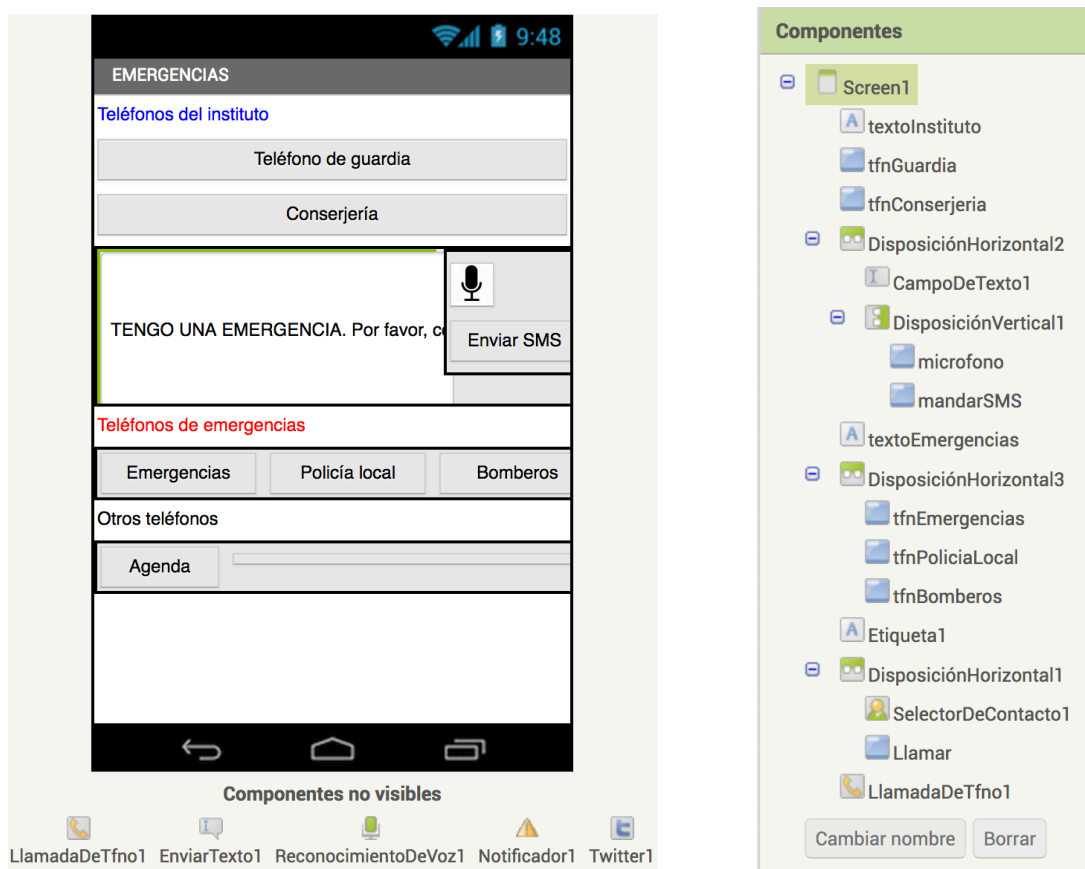 9:48
EMERGENCIAS
Teléfonos del instituto
Teléfono de guardia
Conserjería
TENGO UNA EMERGENCIA. Por favor, c
Enviar SMS
Teléfonos de emergencias
Emergencias Policía local Bomberos
Otros teléfonos
Agenda
Componentes no visibles
LlamadaDeTfno1 EnviarTexto1 ReconocimientoDeVoz1 Notificador1 Twitter1
Componentes
Screen1
textoInstituto
tfnGuardia
tfnConserjeria
DisposiciónHorizontal2
CampoDeTexto1
DisposiciónVertical1
microfono
mandarSMS
textoEmergencias
DisposiciónHorizontal3
tfnEmergencias
tfnPoliciaLocal
tfnBomberos
Etiqueta1
DisposiciónHorizontal1
SelectorDeContacto1
Llamar
LlamadaDeTfno1
Cambiar nombre Borrar